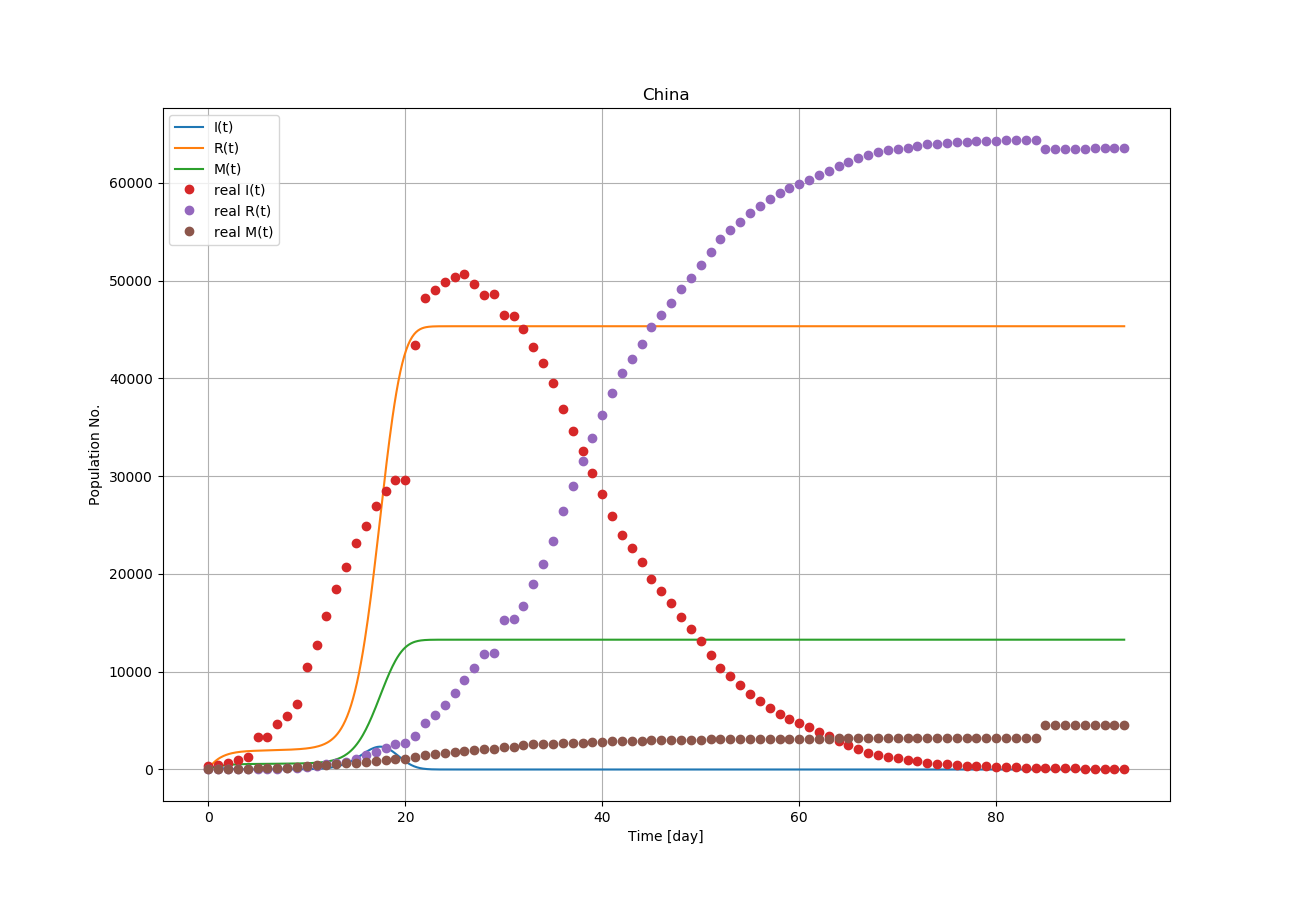 China
I(t)
R(t)
M(t)
real I(t)
real R(t)
real M(t)
60000
50000
40000
30000
20000
10000
0
Population No.
0 20 40 60 80
Time [day]